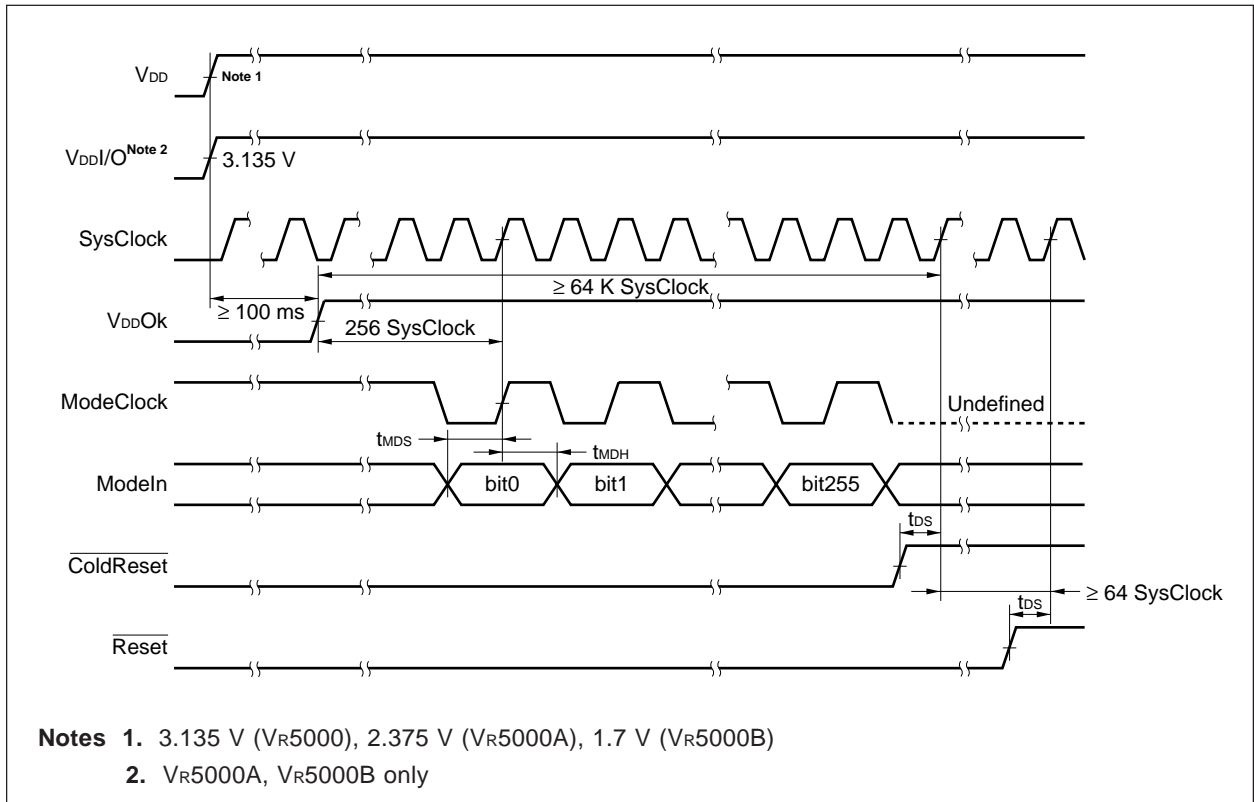 VDD
Note 1
VDDI/O Note 2
3.135 V
SysClock
≥ 64 K SysClock
≥ 100 ms
VDDOk
256 SysClock
ModeClock
Undefined
tMDS
tMDH
ModeIn
bit0
bit1
bit255
tDS
ColdReset
≥ 64 SysClock
tDS
Reset
Notes 1. 3.135 V (VR5000), 2.375 V (VR5000A), 1.7 V (VR5000B)
2. VR5000A, VR5000B only